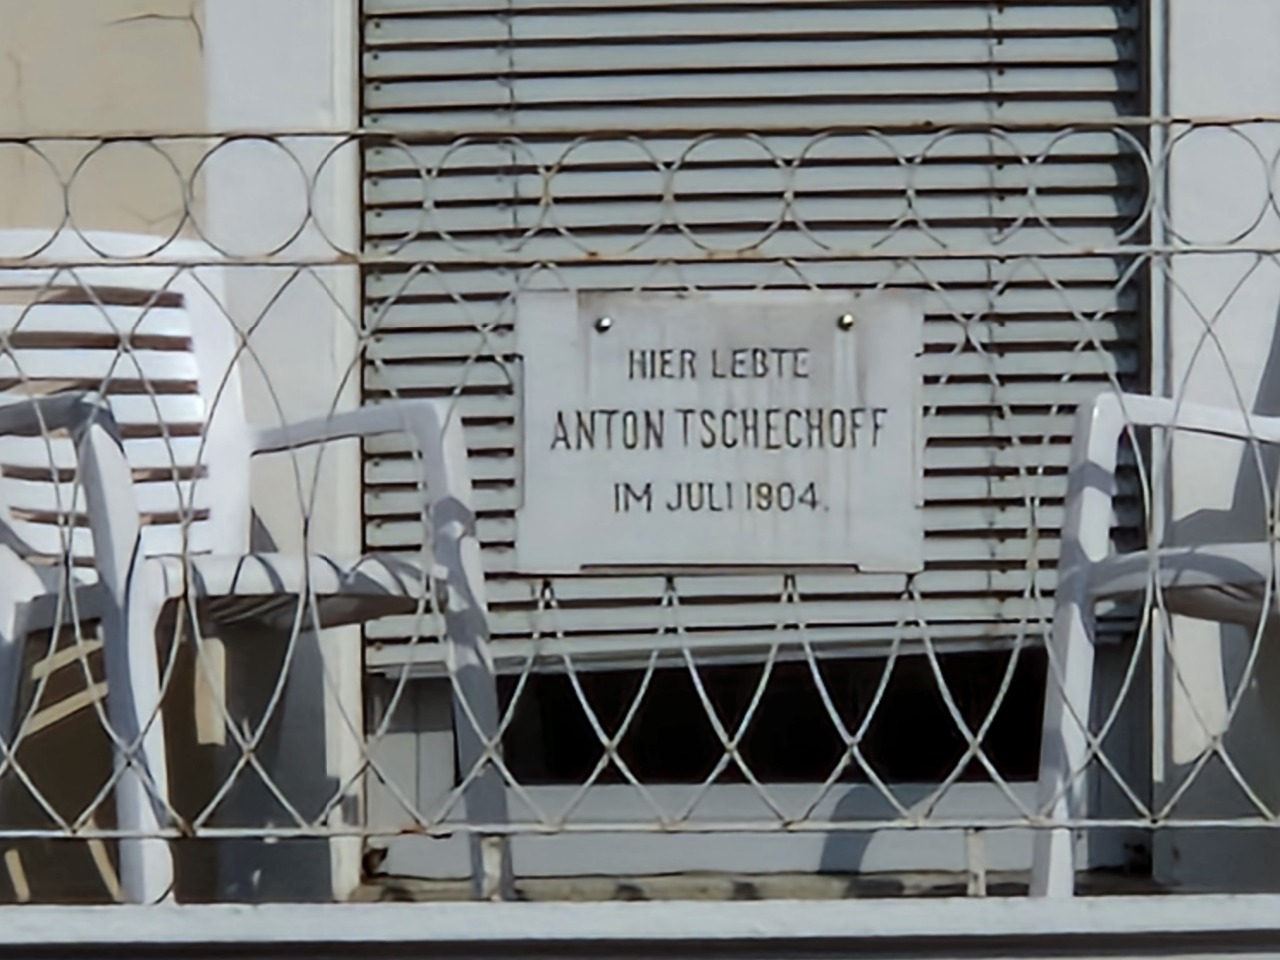 HIER LEBTE
ANTON TSCHECHOFF
IM JULI 1904.